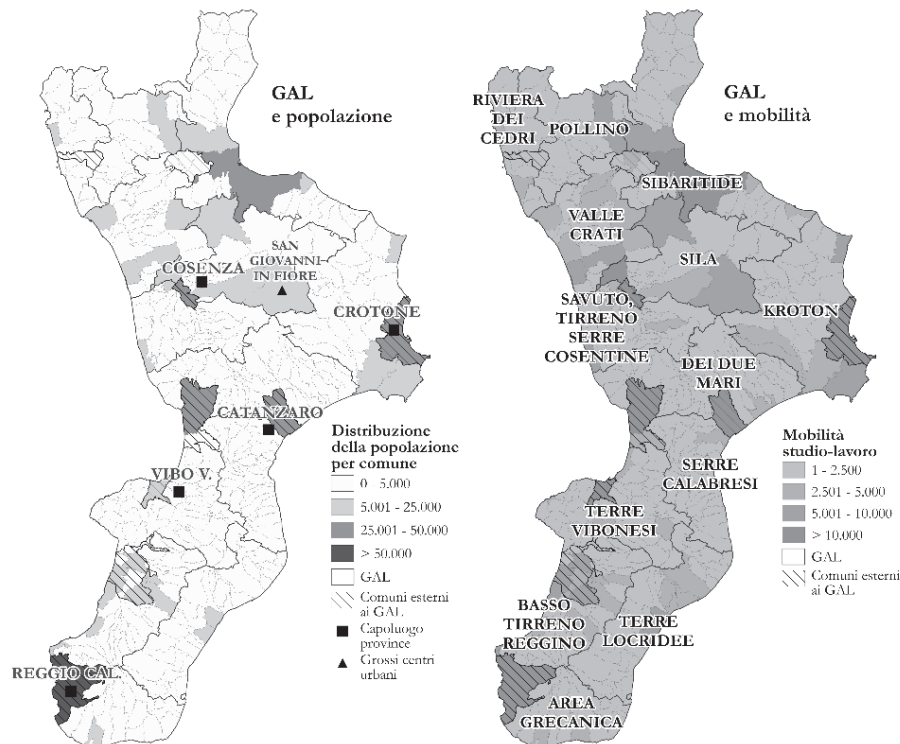 GAL
e popolazione
COSENZA
SAN
GIOVANNI
IN FIORE
CROTONE
CATANZARO
VIBO V.
REGGIO CAL.
Distribuzione
della popolazione
per comune
0 - 5.000
5.001 - 25.000
25.001 - 50.000
> 50.000
GAL
Comuni esterni
ai GAL
Capoluogo
province
Grossi centri
urbani
GAL
e mobilità
RIVIERA
DEI
CEDRI
POLLINO
SIBARITIDE
VALLE
CRATI
SILA
SAVUTO,
TIRRENO
SERRE
COSENTINE
KROTON
DEI DUE
MARI
SERRE
CALABRESI
TERRE
VIBONESI
BASSO
TIRRENO
REGGINO
TERRE
LOCRIDEE
AREA
GRECANICA
Mobilità
studio-lavoro
1 - 2.500
2.501 - 5.000
5.001 - 10.000
> 10.000
GAL
Comuni esterni
ai GAL